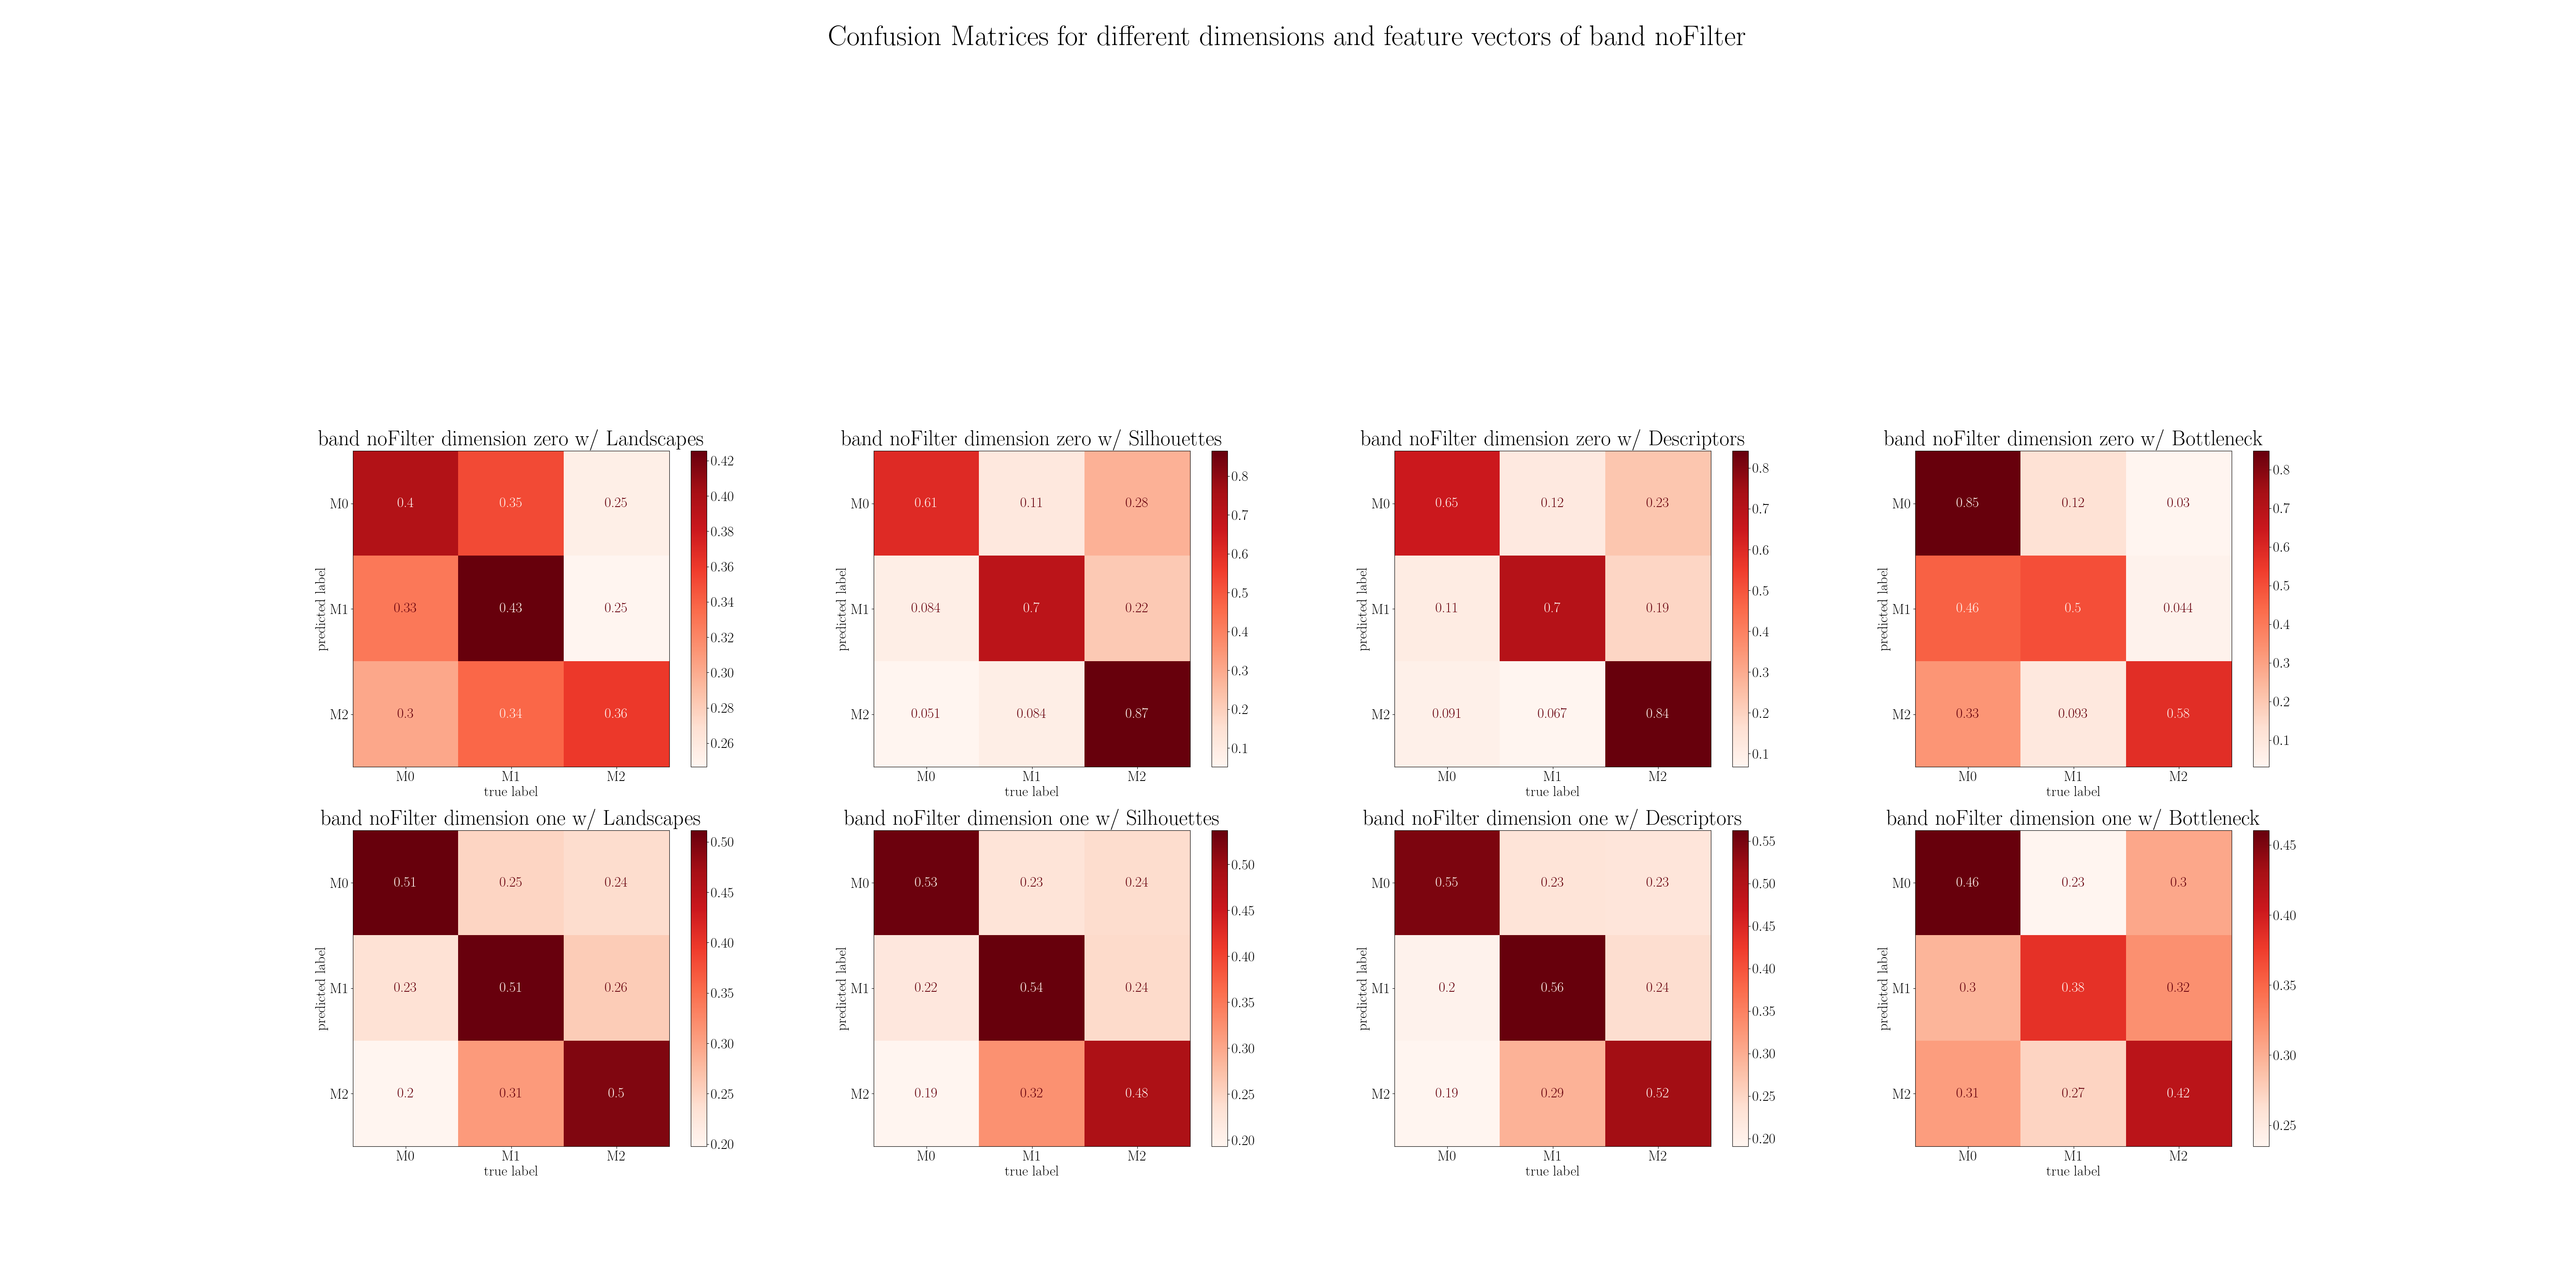 Confusion Matrices for different dimensions and feature vectors of band noFilter
band noFilter dimension zero w/ Landscapes
predicted label
M0 0.4 0.35 0.25
M1 0.33 0.43 0.25
M2 0.3 0.34 0.36
M0 M1 M2
true label
0.42
0.40
0.38
0.36
0.34
0.32
0.30
0.28
0.26
band noFilter dimension zero w/ Silhouettes
predicted label
M0 0.61 0.11 0.28
M1 0.084 0.7 0.22
M2 0.051 0.084 0.87
M0 M1 M2
true label
0.8
0.7
0.6
0.5
0.4
0.3
0.2
0.1
band noFilter dimension zero w/ Descriptors
predicted label
M0 0.65 0.12 0.23
M1 0.11 0.7 0.19
M2 0.091 0.067 0.84
M0 M1 M2
true label
0.8
0.7
0.6
0.5
0.4
0.3
0.2
0.1
band noFilter dimension zero w/ Bottleneck
predicted label
M0 0.85 0.12 0.03
M1 0.46 0.5 0.044
M2 0.33 0.093 0.58
M0 M1 M2
true label
0.8
0.7
0.6
0.5
0.4
0.3
0.2
0.1
band noFilter dimension one w/ Landscapes
predicted label
M0 0.51 0.25 0.24
M1 0.23 0.51 0.26
M2 0.2 0.31 0.5
M0 M1 M2
true label
0.50
0.45
0.40
0.35
0.30
0.25
0.20
band noFilter dimension one w/ Silhouettes
predicted label
M0 0.53 0.23 0.24
M1 0.22 0.54 0.24
M2 0.19 0.32 0.48
M0 M1 M2
true label
0.50
0.45
0.40
0.35
0.30
0.25
0.20
band noFilter dimension one w/ Descriptors
predicted label
M0 0.55 0.23 0.23
M1 0.2 0.56 0.24
M2 0.19 0.29 0.52
M0 M1 M2
true label
0.55
0.50
0.45
0.40
0.35
0.30
0.25
0.20
band noFilter dimension one w/ Bottleneck
predicted label
M0 0.46 0.23 0.3
M1 0.3 0.38 0.32
M2 0.31 0.27 0.42
M0 M1 M2
true label
0.45
0.40
0.35
0.30
0.25